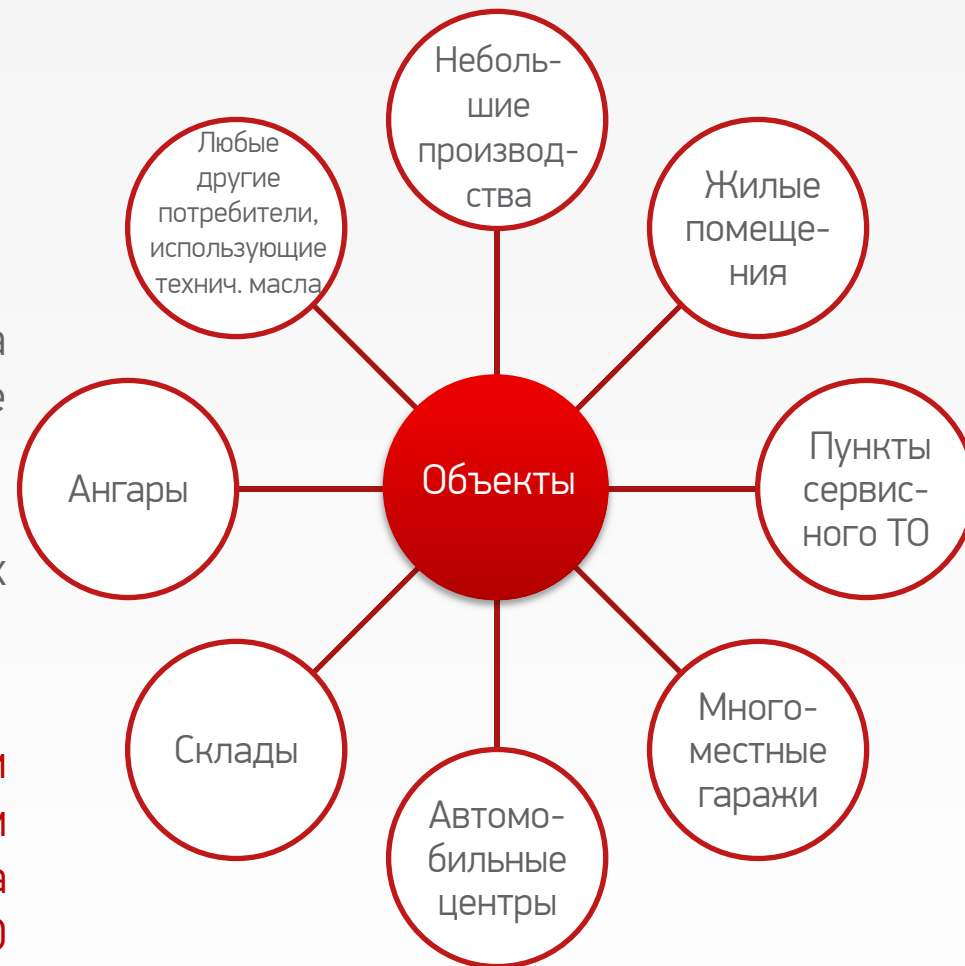 Неболь-
шие
производ-
ства
Любые
другие
потребители,
использующие
технич. масла
Жилые
помеще-
ния
Ангары
Объекты
Пункты
сервис-
ного ТО
Склады
Много-
местные
гаражи
Автомо-
бильные
центры